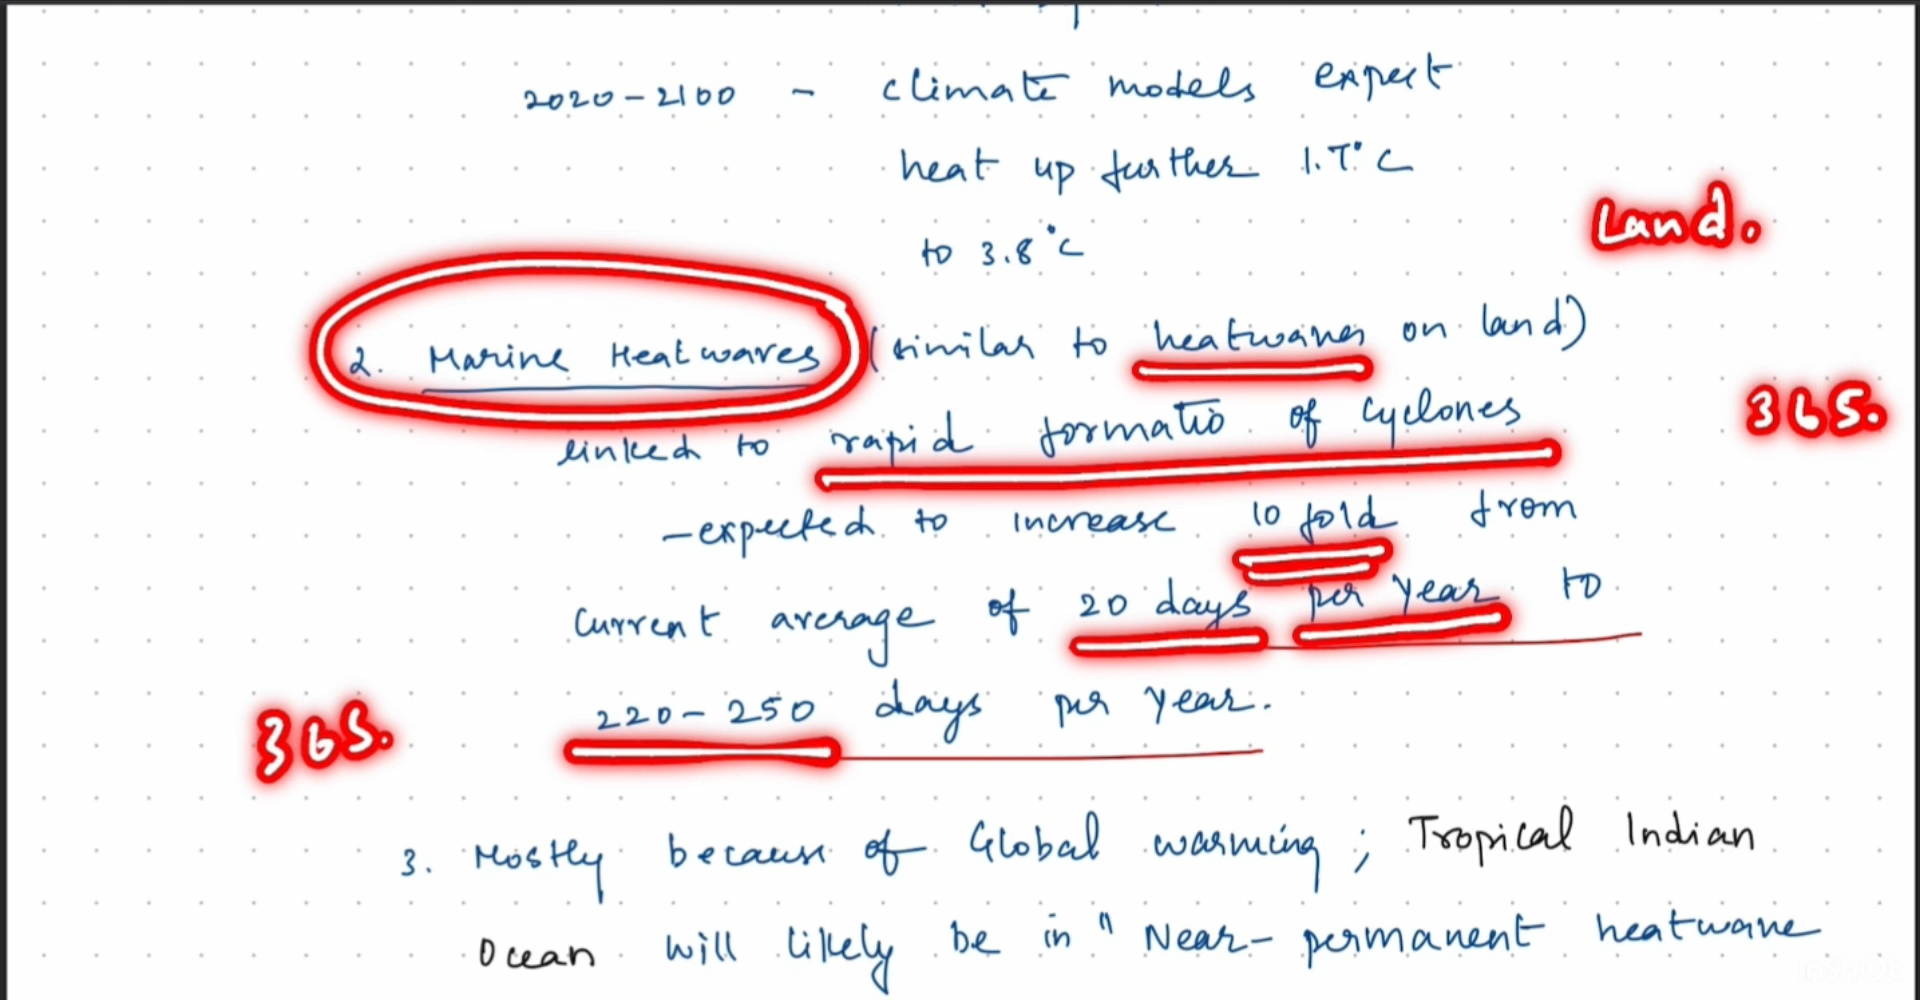 2020-2100 - climate models expect
heat up further 1.7°C
to 3.8°C
Land.
2. Marine Heatwaves (similar to heatwaves on land)
365.
linked to rapid formatio of cyclones
-expected to increase 10 fold from
Current average of 20 days per year to
220-250 days per year.
365.
3. Mostly because of Global warming; Tropical Indian
Ocean will likely be in "Near-permanent heatwave
InShOt